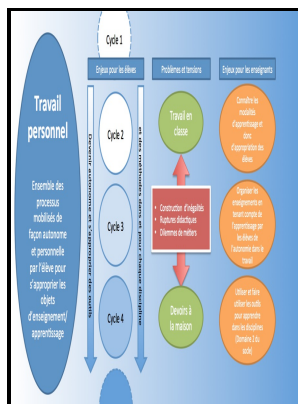 Travail
personnel
Ensemble des
processus
mobilisés de
façon autonome
et personnelle
par l'élève pour
s'approprier les
objets
d'enseignement/
apprentissage
Enjeux pour les élèves
Cycle 1
Cycle 2
Cycle 3
Cycle 4
Devenir autonome et s'approprier des outils
et des méthodes dans et pour chaque discipline
Problèmes et tensions
Travail en
classe
• Construction d'inégalités
• Ruptures didactiques
• Dilemmes de métiers
Devoirs à
la maison
Enjeux pour les enseignants
Connaître les
modalités
d'apprentissage
et donc
d'appropriation des
élèves
Organiser les
enseignements en
tenant compte de
l'apprentissage par
les élèves de
l'autonomie dans le
travail
Utiliser et faire
utiliser les outils
pour apprendre
dans les disciplines
(Domaine 2 du
socle)